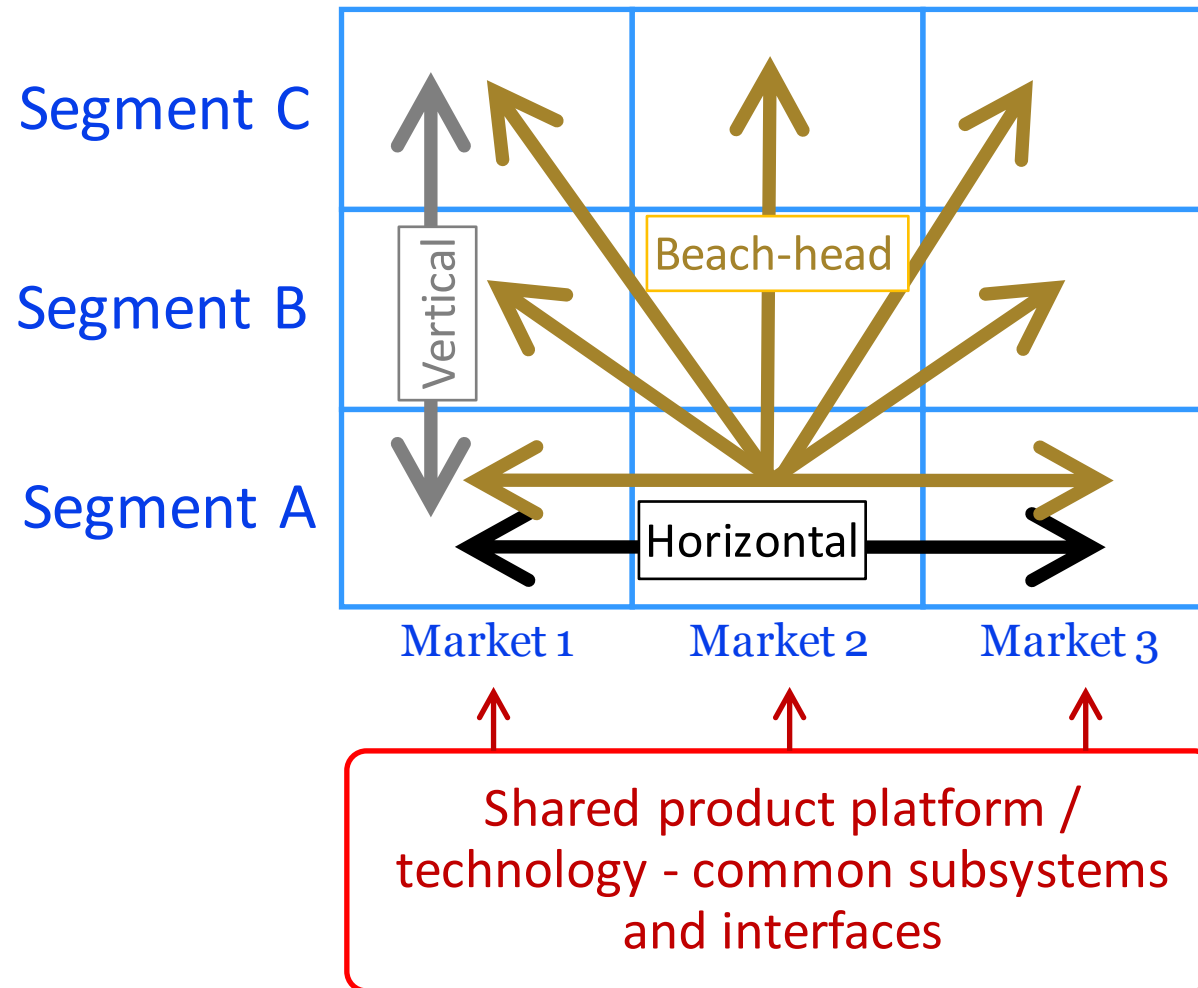 Segment C
Beach-head
Vertical
Segment B
Segment A
Horizontal
Market 1
Market 2
Market 3
Shared product platform /
technology - common subsystems
and interfaces